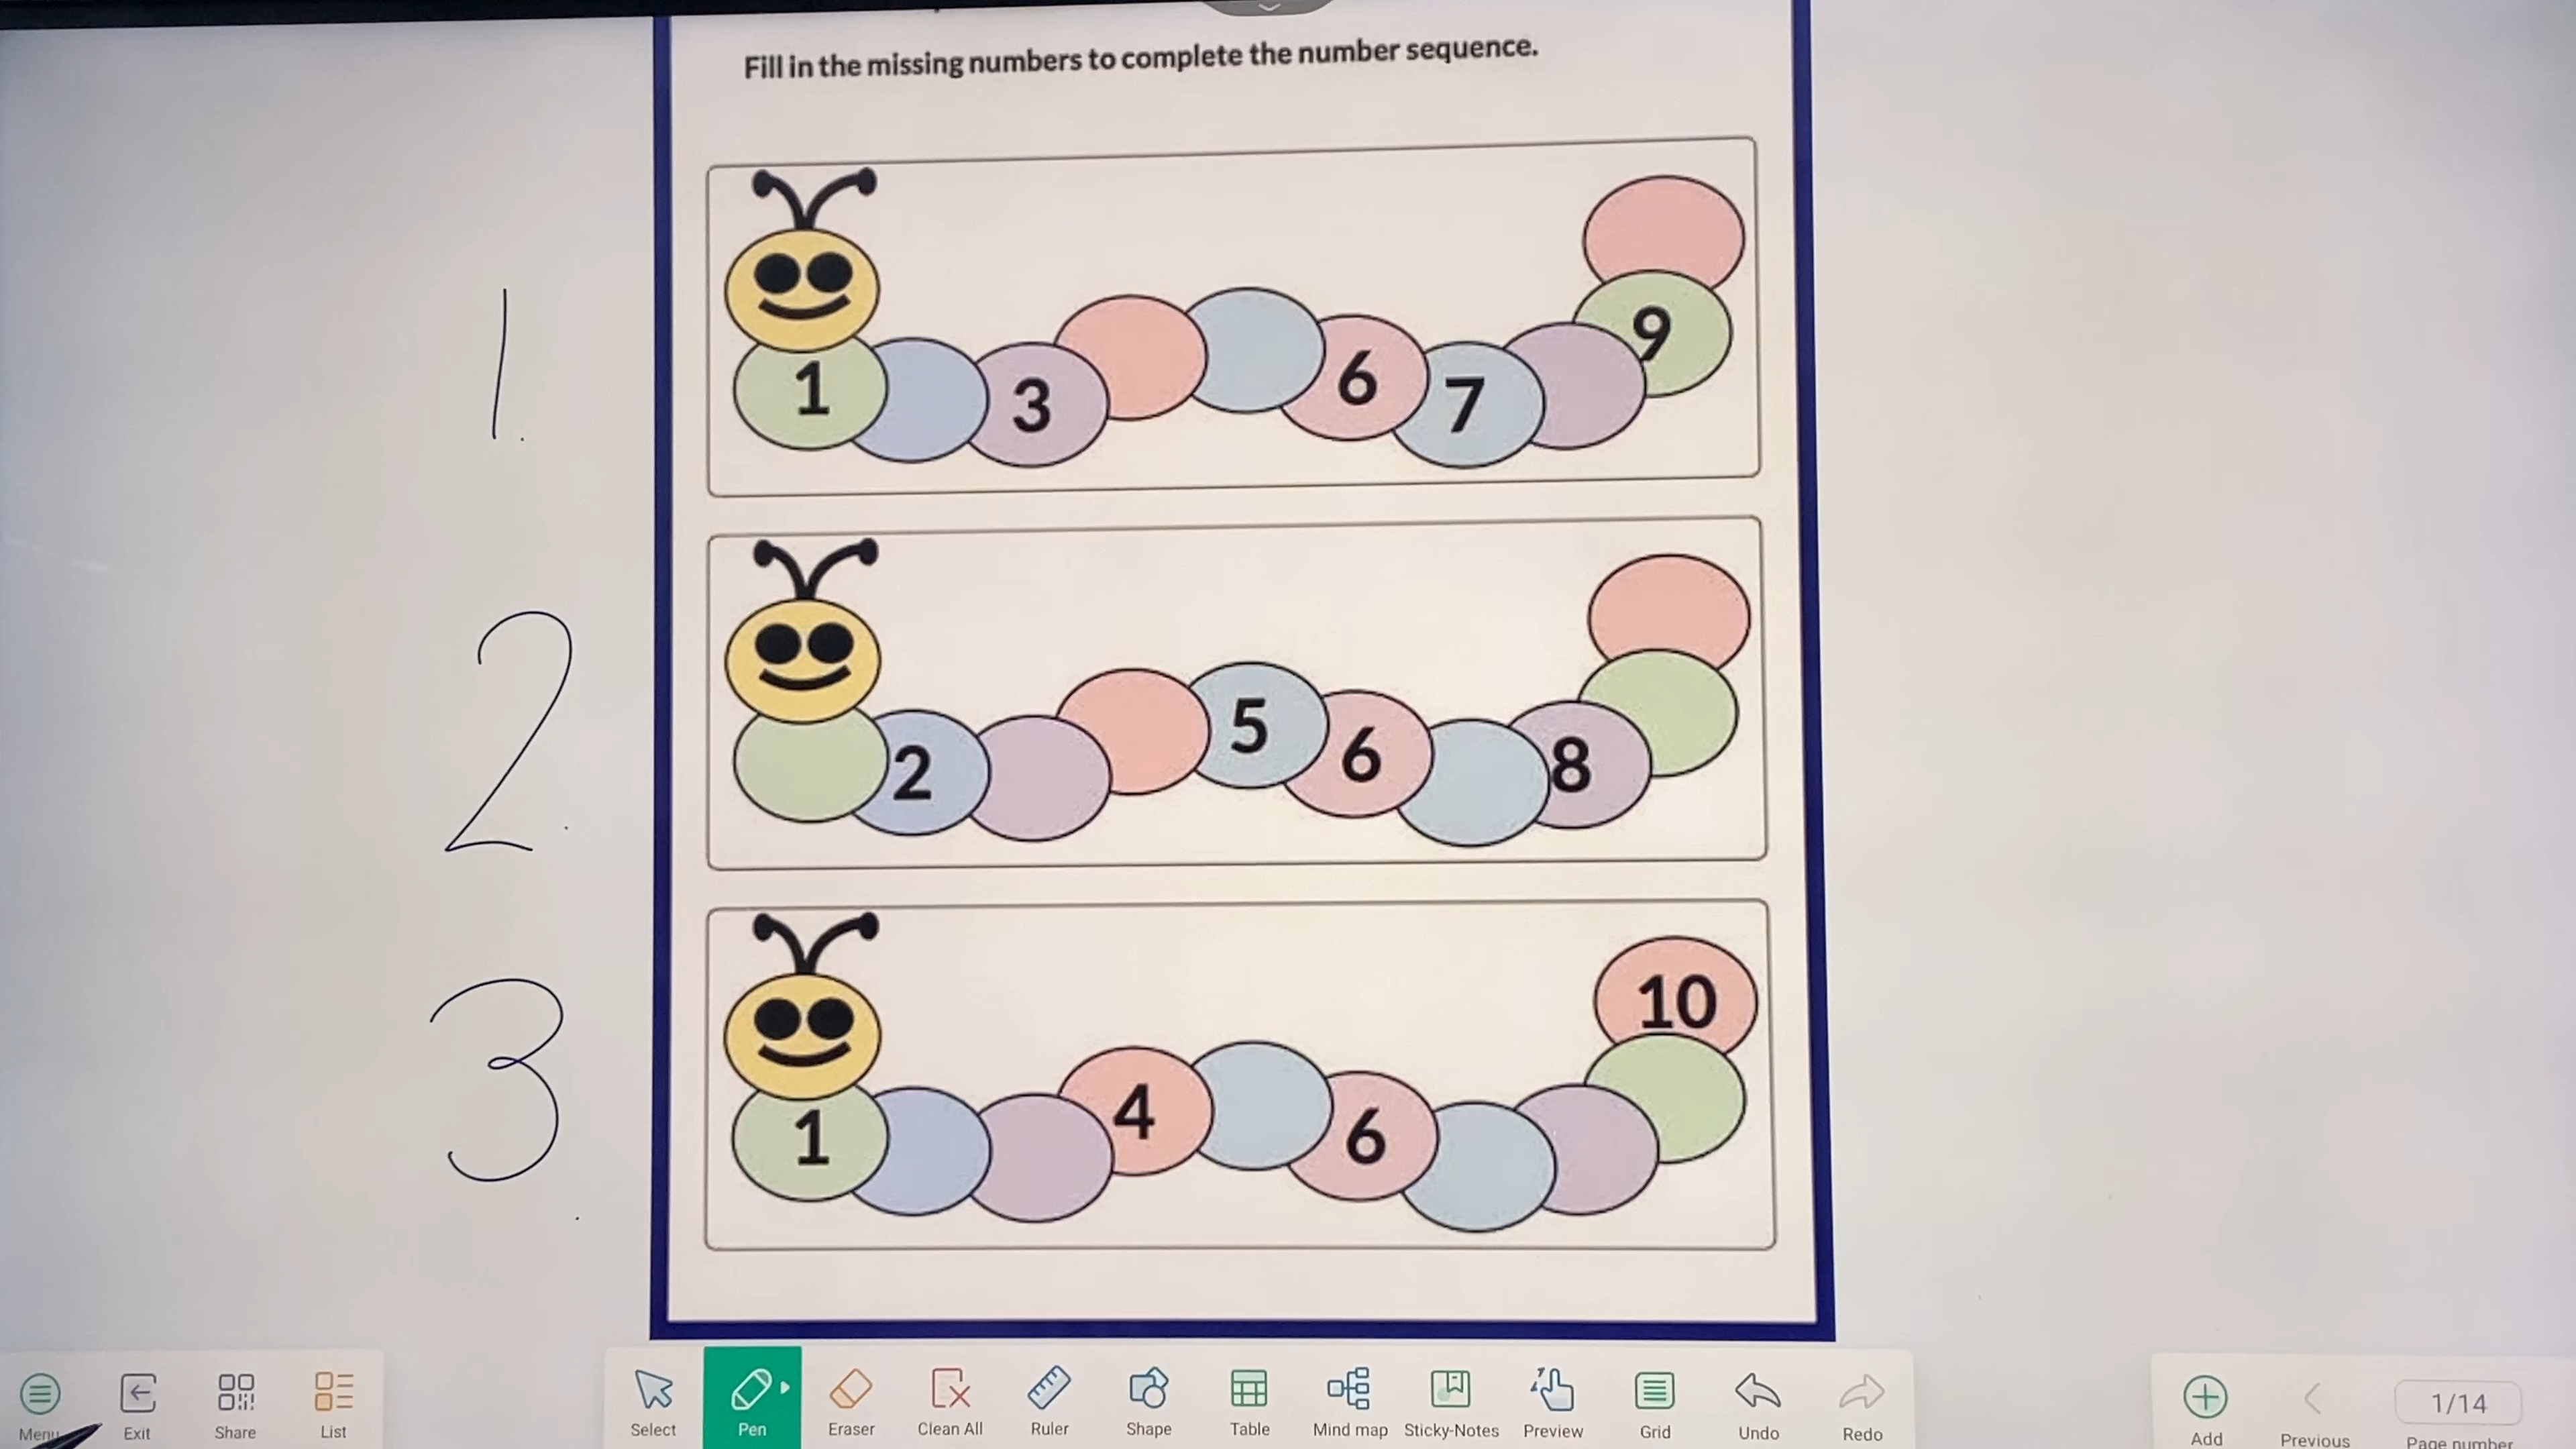 Fill in the missing numbers to complete the number sequence.
1.
1 3 6 7 9
2.
2 5 6 8
3.
1 4 6 10
Menu Exit Share List Select Pen Eraser Clean All Ruler Shape Table Mind map Sticky-Notes Preview Grid Undo Redo Add Previous 1/14 Page number